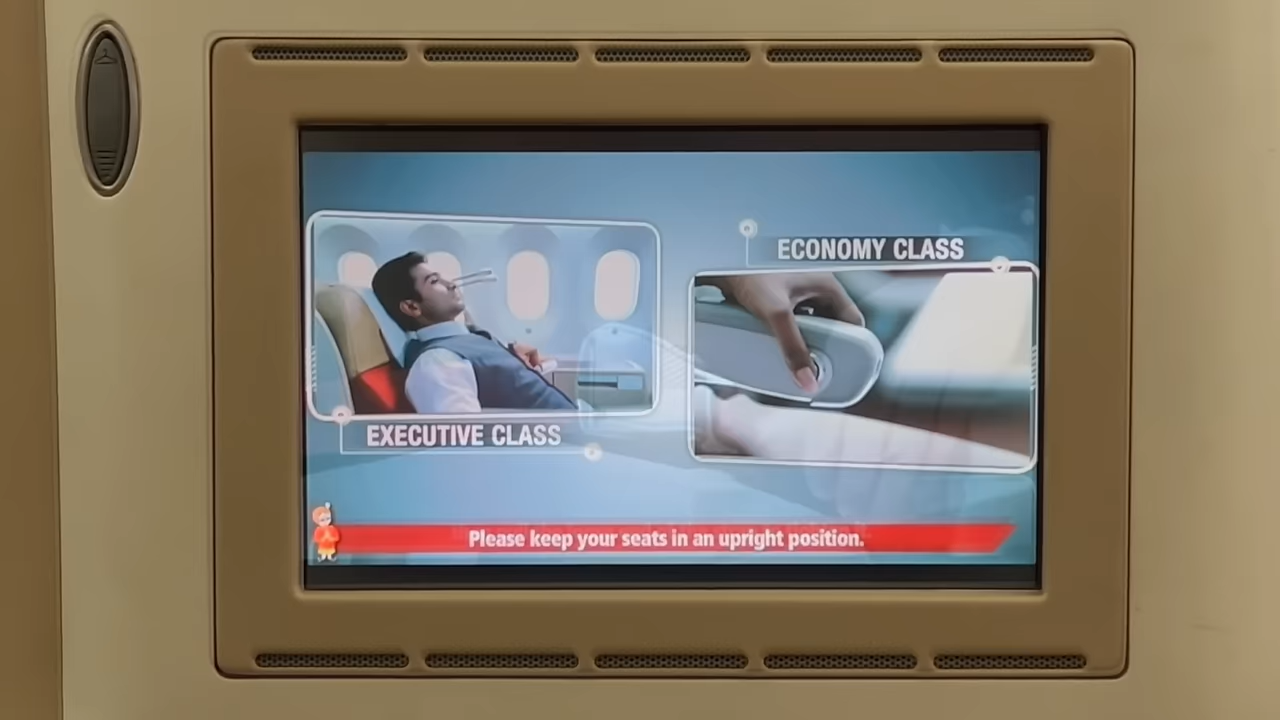 ECONOMY CLASS
EXECUTIVE CLASS
Please keep your seats in an upright position.